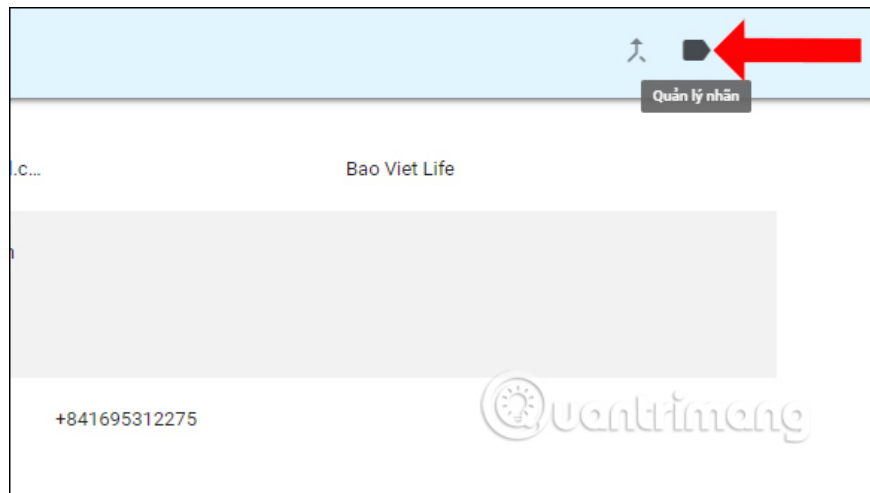 Quản lý nhãn
l.c...
Bao Viet Life
+841695312275
Quantrimang